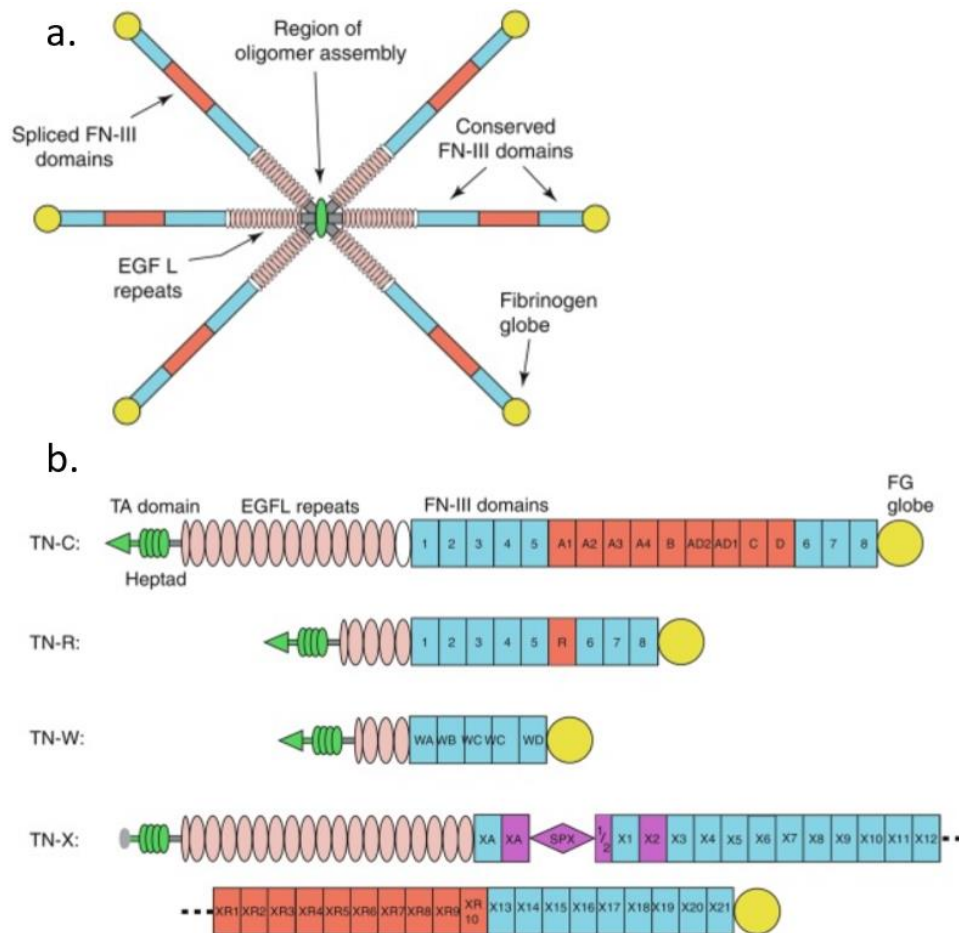 a.
Region of
oligomer assembly
Spliced FN-III
domains
Conserved
FN-III domains
EGF L
repeats
Fibrinogen
globe
b.
TA domain EGFL repeats FN-III domains FG
globe
TN-C: 1 2 3 4 5 A1 A2 A3 A4 B AD2 AD1 C D 6 7 8
Heptad
TN-R: 1 2 3 4 5 R 6 7 8
TN-W: WA WB WC WC WD
TN-X: XA XA SPX 1/2 X1 X2 X3 X4 X5 X6 X7 X8 X9 X10 X11 X12
XR1 XR2 XR3 XR4 XR5 XR6 XR7 XR8 XR9 XR 10 X13 X14 X15 X16 X17 X18 X19 X20 X21